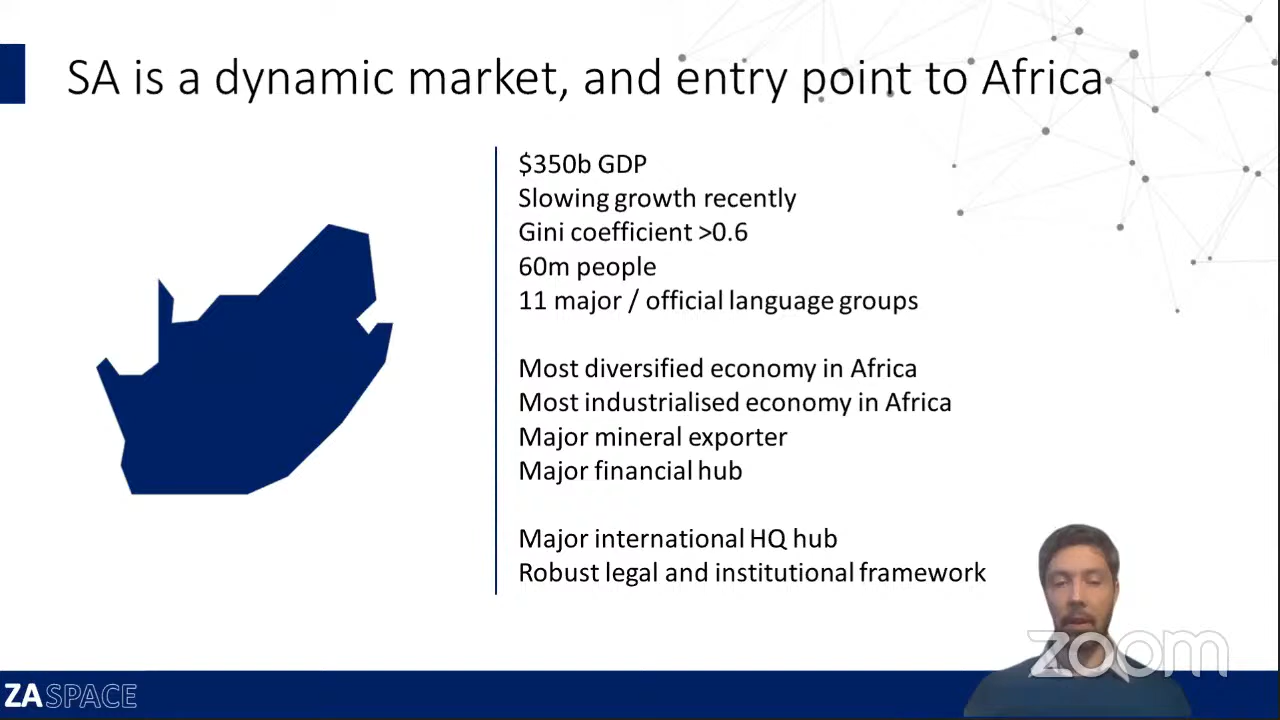 SA is a dynamic market, and entry point to Africa
$350b GDP
Slowing growth recently
Gini coefficient >0.6
60m people
11 major / official language groups
Most diversified economy in Africa
Most industrialised economy in Africa
Major mineral exporter
Major financial hub
Major international HQ hub
Robust legal and institutional framework
zoom
ZA SPACE